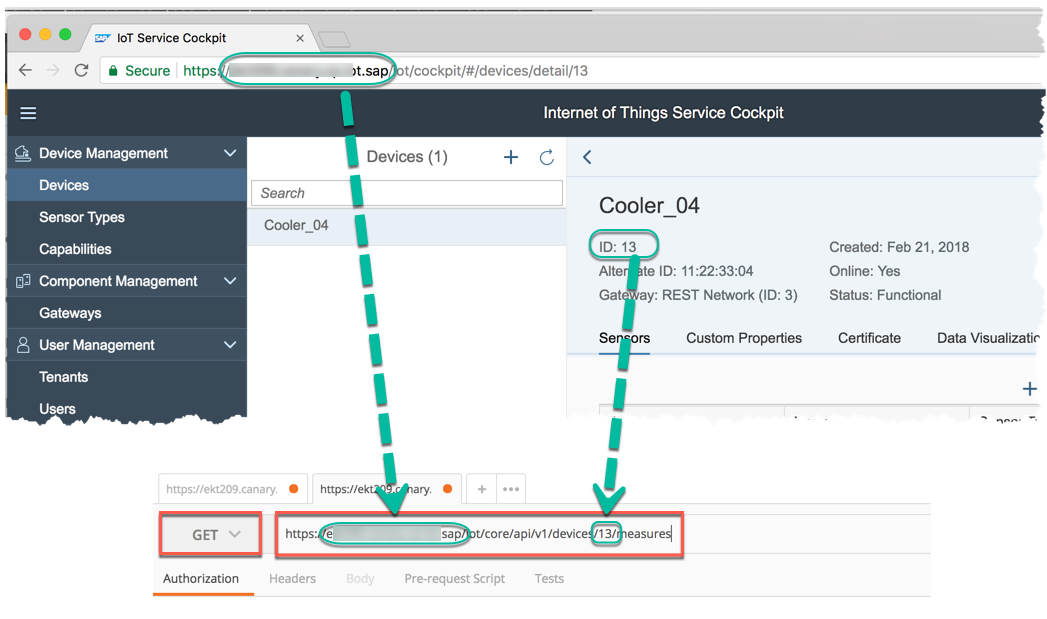 SAP IoT Service Cockpit
Secure https:/ ot.sap/iot/cockpit/#/devices/detail/13
Internet of Things Service Cockpit
Device Management
Devices
Sensor Types
Capabilities
Component Management
Gateways
User Management
Tenants
Users
Devices (1)
Search
Cooler_04
Cooler_04
ID: 13
Created: Feb 21, 2018
Alternate ID: 11:22:33:04
Online: Yes
Gateway: REST Network (ID: 3)
Status: Functional
Sensors Custom Properties Certificate Data Visualizatio
https://ekt209.canary. https://ekt209.canary. + •••
GET https://e sap/iot/core/api/v1/devices/13/measures
Authorization Headers Body Pre-request Script Tests